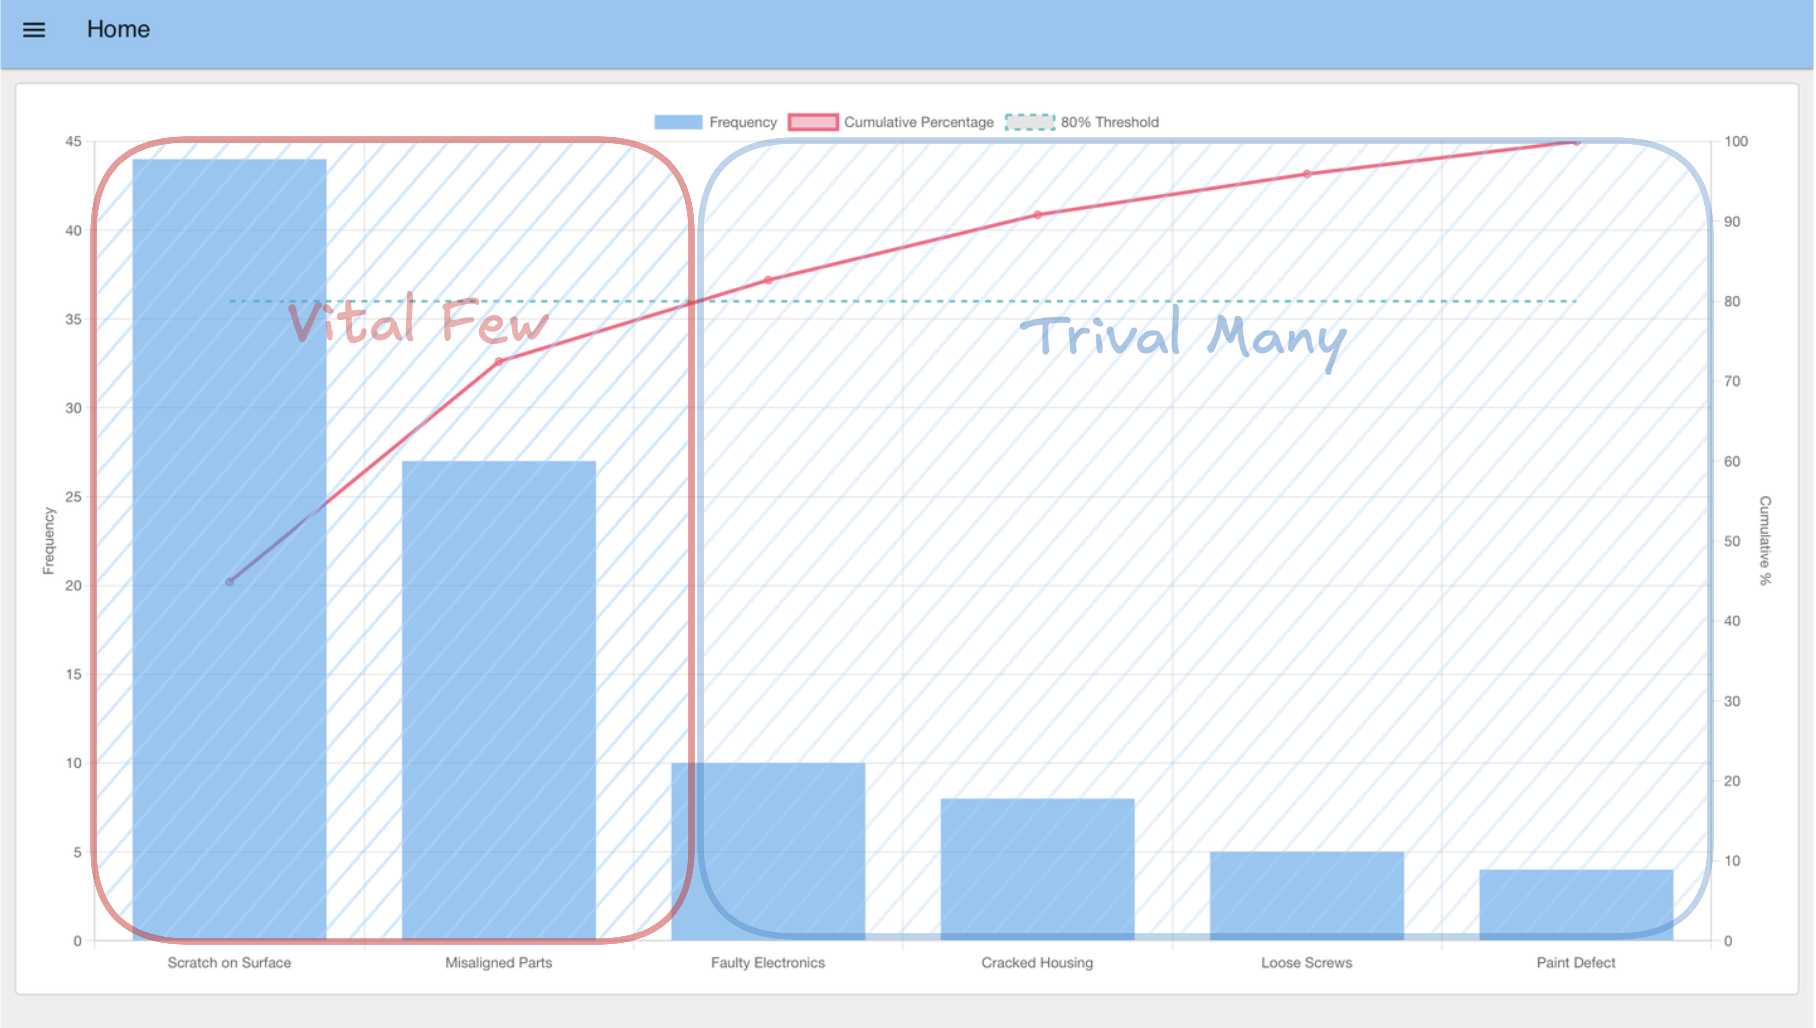 Home
Frequency
Cumulative Percentage
80% Threshold
45
40
35
30
25
20
15
10
5
0
Frequency
Vital Few
Trival Many
100
90
80
70
60
50
40
30
20
10
0
Cumulative %
Scratch on Surface
Misaligned Parts
Faulty Electronics
Cracked Housing
Loose Screws
Paint Defect